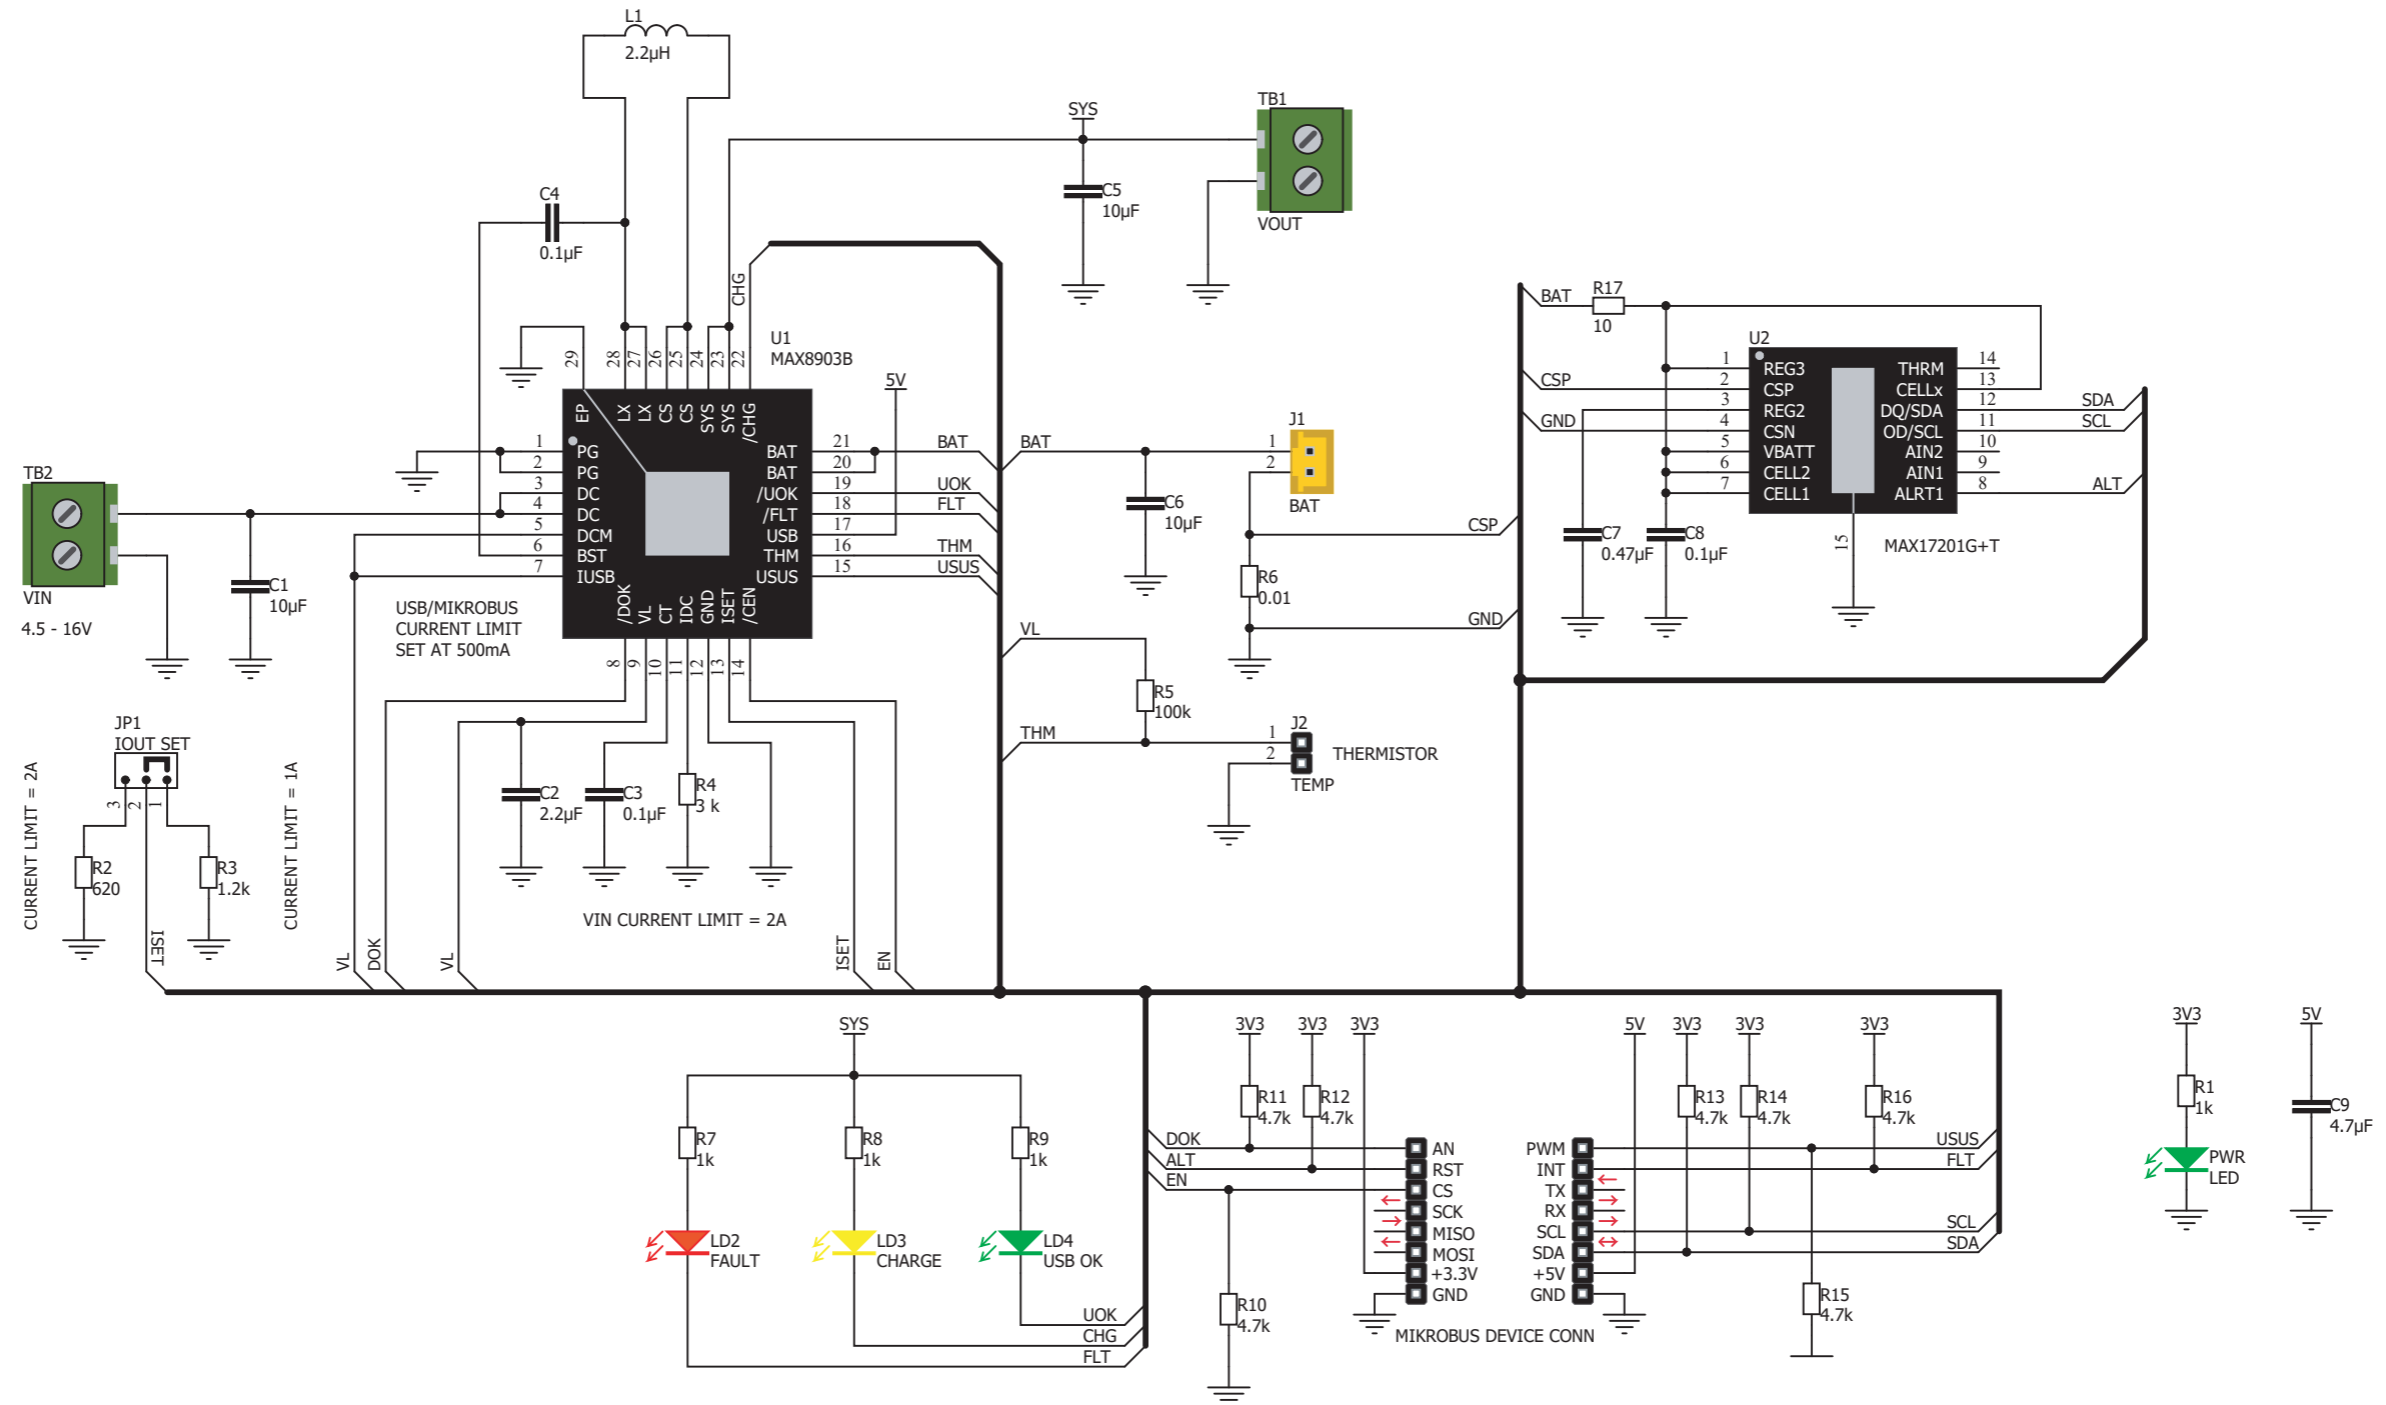 L1
2.2µH
C4
0.1µF
SYS
C5
10µF
TB1
VOUT
CHG
U1
MAX8903B
29
28
27
26
25
24
23
22
EP
LX
LX
CS
CS
SYS
SYS
/CHG
1 PG
2 PG
3 DC
4 DC
5 DCM
6 BST
7 IUSB
BAT 21 BAT
BAT 20
/UOK 19 UOK
/FLT 18 FLT
USB 17
THM 16 THM
USUS 15 USUS
5V
/DOK
VL
CT
IDC
GND
ISET
/CEN
8
9
10
11
12
13
14
TB2
VIN
4.5 - 16V
C1
10µF
USB/MIKROBUS
CURRENT LIMIT
SET AT 500mA
JP1
IOUT SET
3
2
1
CURRENT LIMIT = 2A
CURRENT LIMIT = 1A
R2
620
R3
1.2k
ISET
VL
DOK
VL
ISET
EN
C2
2.2µF
C3
0.1µF
R4
3 k
VIN CURRENT LIMIT = 2A
BAT
C6
10µF
J1
1
2
BAT
CSP
R6
0.01
GND
VL
R5
100k
THM
J2
1
2
THERMISTOR
TEMP
BAT
R17
10
CSP
GND
U2
1 REG3
2 CSP
3 REG2
4 CSN
5 VBATT
6 CELL2
7 CELL1
THRM 14
CELLx 13
DQ/SDA 12 SDA
OD/SCL 11 SCL
AIN2 10
AIN1 9
ALRT1 8 ALT
15
MAX17201G+T
C7
0.47µF
C8
0.1µF
SYS
R7
1k
R8
1k
R9
1k
LD2
FAULT
LD3
CHARGE
LD4
USB OK
UOK
CHG
FLT
3V3
3V3
3V3
R11
4.7k
R12
4.7k
DOK
ALT
EN
R10
4.7k
AN
RST
CS
SCK
MISO
MOSI
+3.3V
GND
PWM
INT
TX
RX
SCL
SDA
+5V
GND
MIKROBUS DEVICE CONN
5V
3V3
3V3
3V3
R13
4.7k
R14
4.7k
R16
4.7k
USUS
FLT
SCL
SDA
R15
4.7k
3V3
R1
1k
PWR
LED
5V
C9
4.7µF